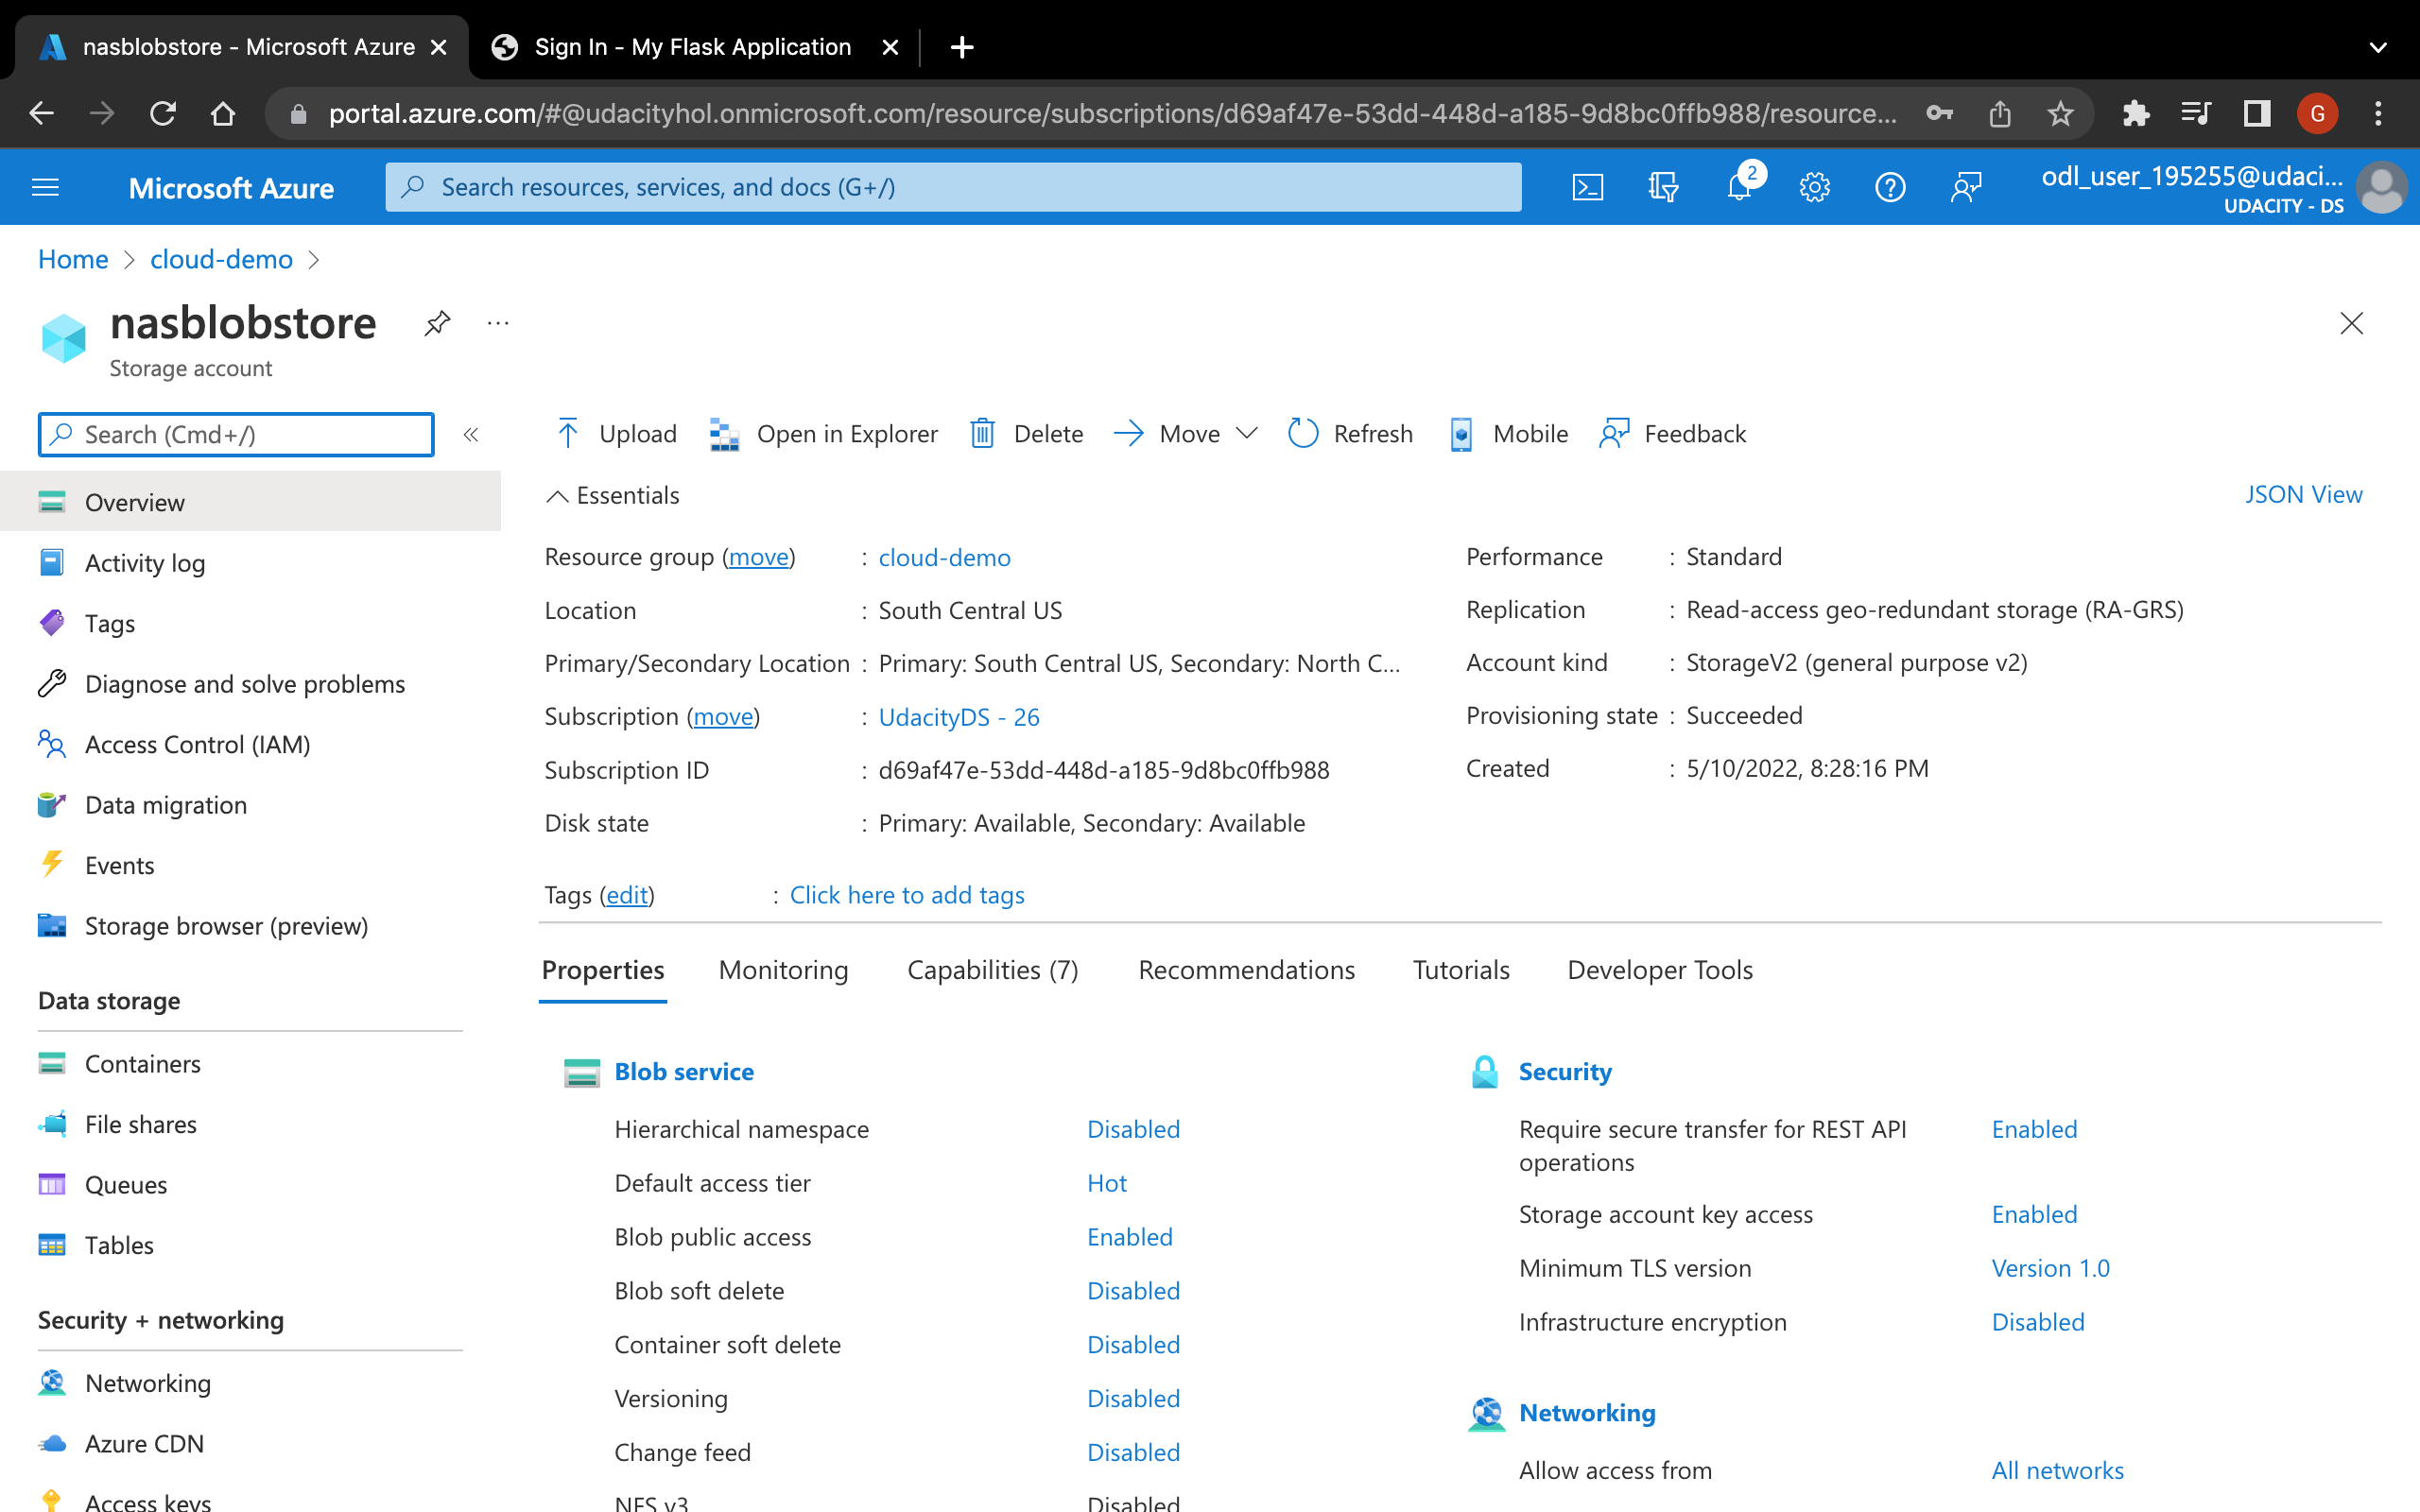 nasblobstore - Microsoft Azure
Sign In - My Flask Application
portal.azure.com/#@udacityhol.onmicrosoft.com/resource/subscriptions/d69af47e-53dd-448d-a185-9d8bc0ffb988/resource...
G
Microsoft Azure
Search resources, services, and docs (G+/)
2
odl_user_195255@udaci...
UDACITY - DS
Home > cloud-demo >
nasblobstore
Storage account
Search (Cmd+/)
Upload
Open in Explorer
Delete
Move
Refresh
Mobile
Feedback
Overview
Activity log
Tags
Diagnose and solve problems
Access Control (IAM)
Data migration
Events
Storage browser (preview)
Data storage
Containers
File shares
Queues
Tables
Security + networking
Networking
Azure CDN
Access keys
Essentials
JSON View
Resource group (move) : cloud-demo
Location : South Central US
Primary/Secondary Location : Primary: South Central US, Secondary: North C...
Subscription (move) : UdacityDS - 26
Subscription ID : d69af47e-53dd-448d-a185-9d8bc0ffb988
Disk state : Primary: Available, Secondary: Available
Performance : Standard
Replication : Read-access geo-redundant storage (RA-GRS)
Account kind : StorageV2 (general purpose v2)
Provisioning state : Succeeded
Created : 5/10/2022, 8:28:16 PM
Tags (edit) : Click here to add tags
Properties
Monitoring
Capabilities (7)
Recommendations
Tutorials
Developer Tools
Blob service
Hierarchical namespace Disabled
Default access tier Hot
Blob public access Enabled
Blob soft delete Disabled
Container soft delete Disabled
Versioning Disabled
Change feed Disabled
NFS v3 Disabled
Security
Require secure transfer for REST API Enabled
operations
Storage account key access Enabled
Minimum TLS version Version 1.0
Infrastructure encryption Disabled
Networking
Allow access from All networks